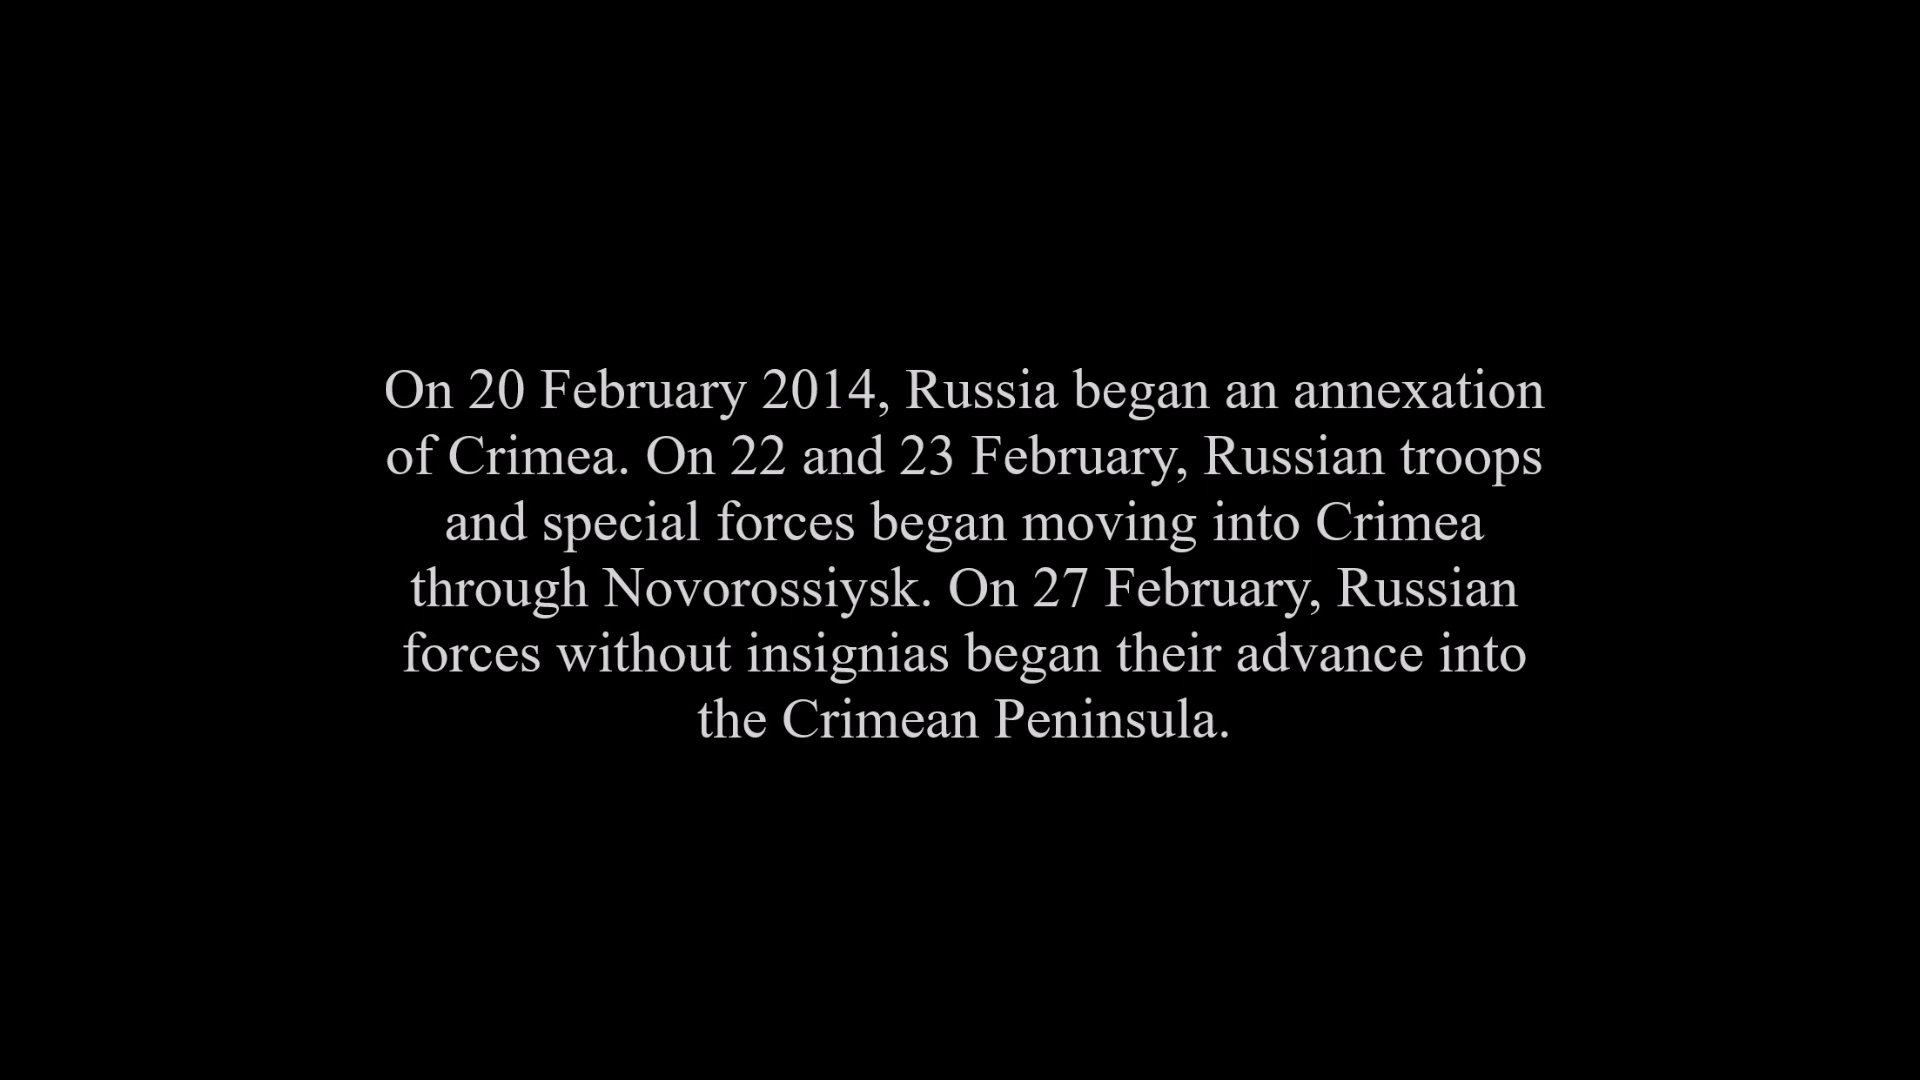 On 20 February 2014, Russia began an annexation
of Crimea. On 22 and 23 February, Russian troops
and special forces began moving into Crimea
through Novorossiysk. On 27 February, Russian
forces without insignias began their advance into
the Crimean Peninsula.